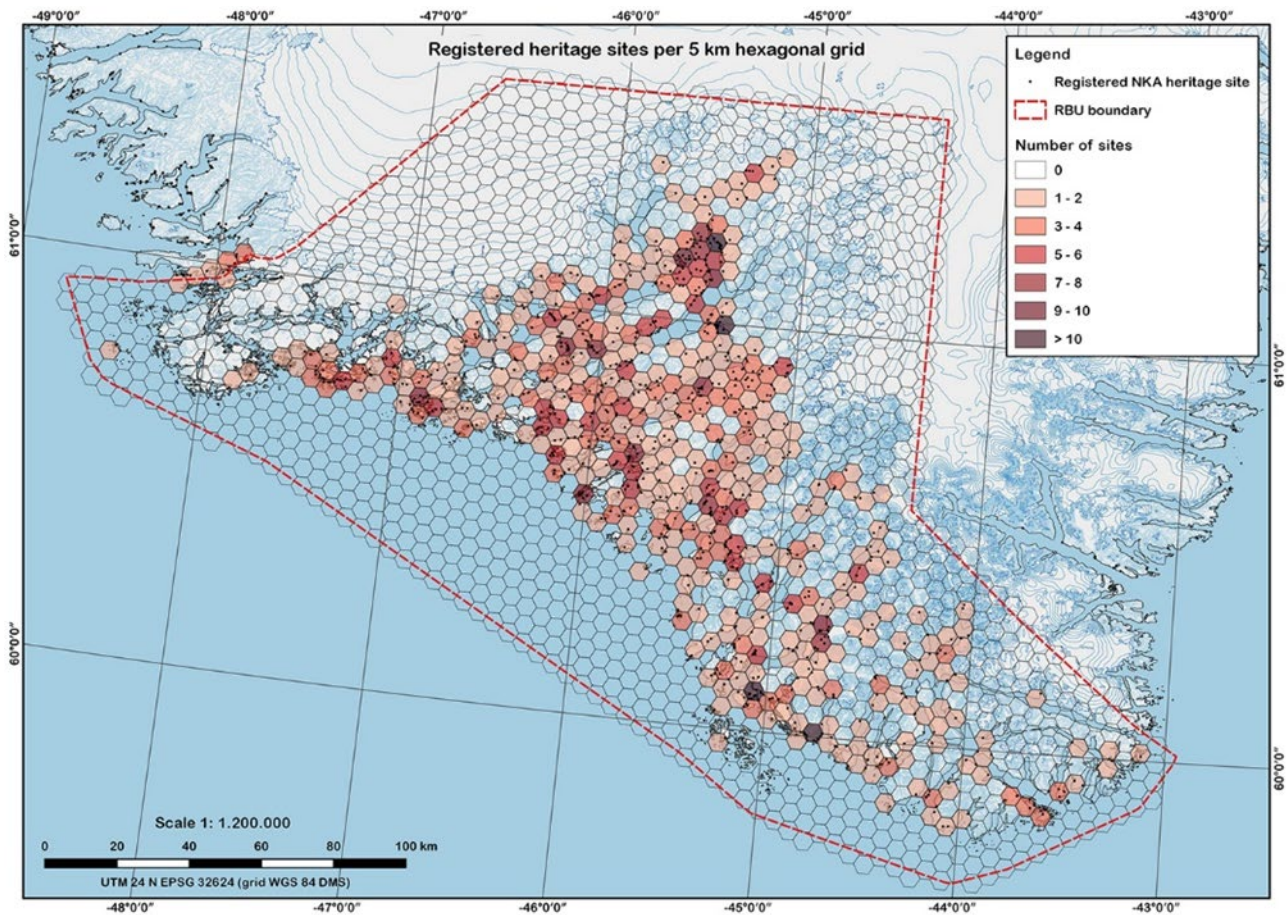 -49°0'0" -48°0'0" -47°0'0" -46°0'0" -45°0'0" -44°0'0" -43°0'0"
Registered heritage sites per 5 km hexagonal grid
Legend
Registered NKA heritage site
RBU boundary
Number of sites
0
1 - 2
3 - 4
5 - 6
7 - 8
9 - 10
> 10
61°0'0"
61°0'0"
60°0'0"
60°0'0"
Scale 1: 1.200.000
0 20 40 60 80 100 km
UTM 24 N EPSG 32624 (grid WGS 84 DMS)
-48°0'0" -47°0'0" -46°0'0" -45°0'0" -44°0'0" -43°0'0"